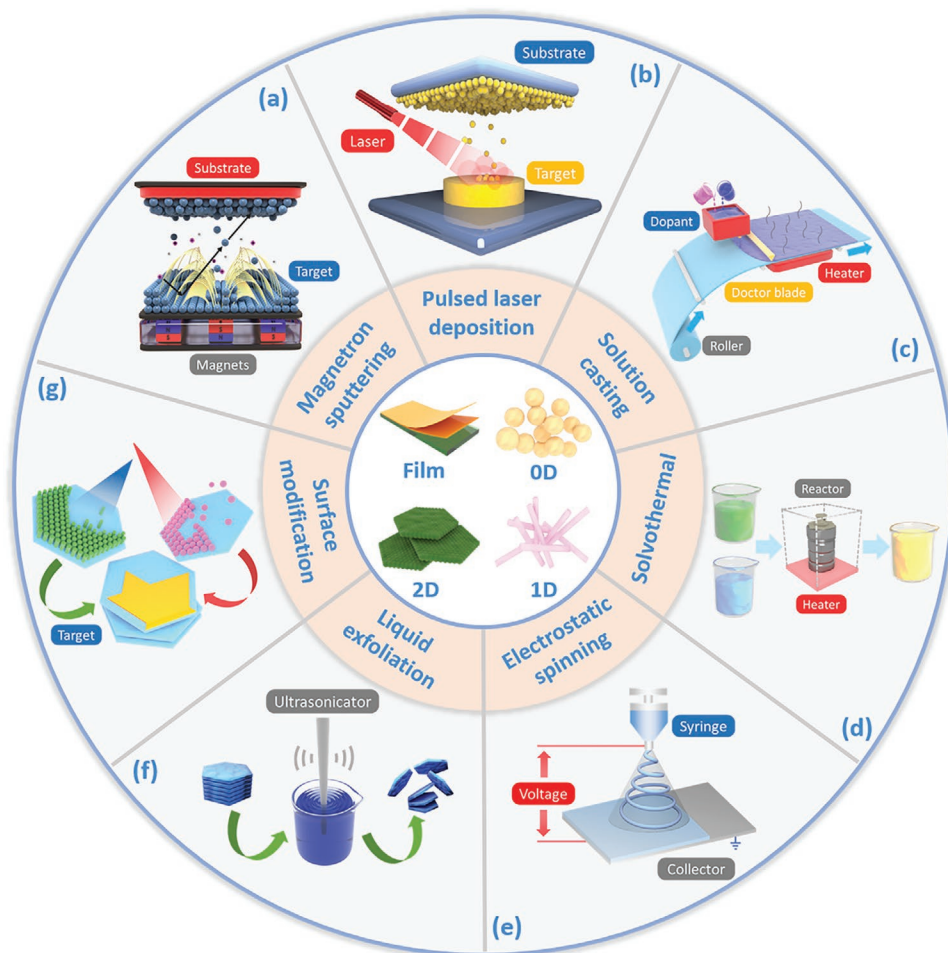 (a)
Substrate
Target
Magnets
Magnetron
sputtering
(b)
Substrate
Laser
Target
Pulsed laser
deposition
(c)
Dopant
Heater
Doctor blade
Roller
Solution
casting
(d)
Reactor
Heater
Solvothermal
(e)
Syringe
Voltage
Collector
Electrostatic
spinning
(f)
Ultrasonicator
Liquid
exfoliation
(g)
Target
Surface
modification
Film
0D
2D
1D